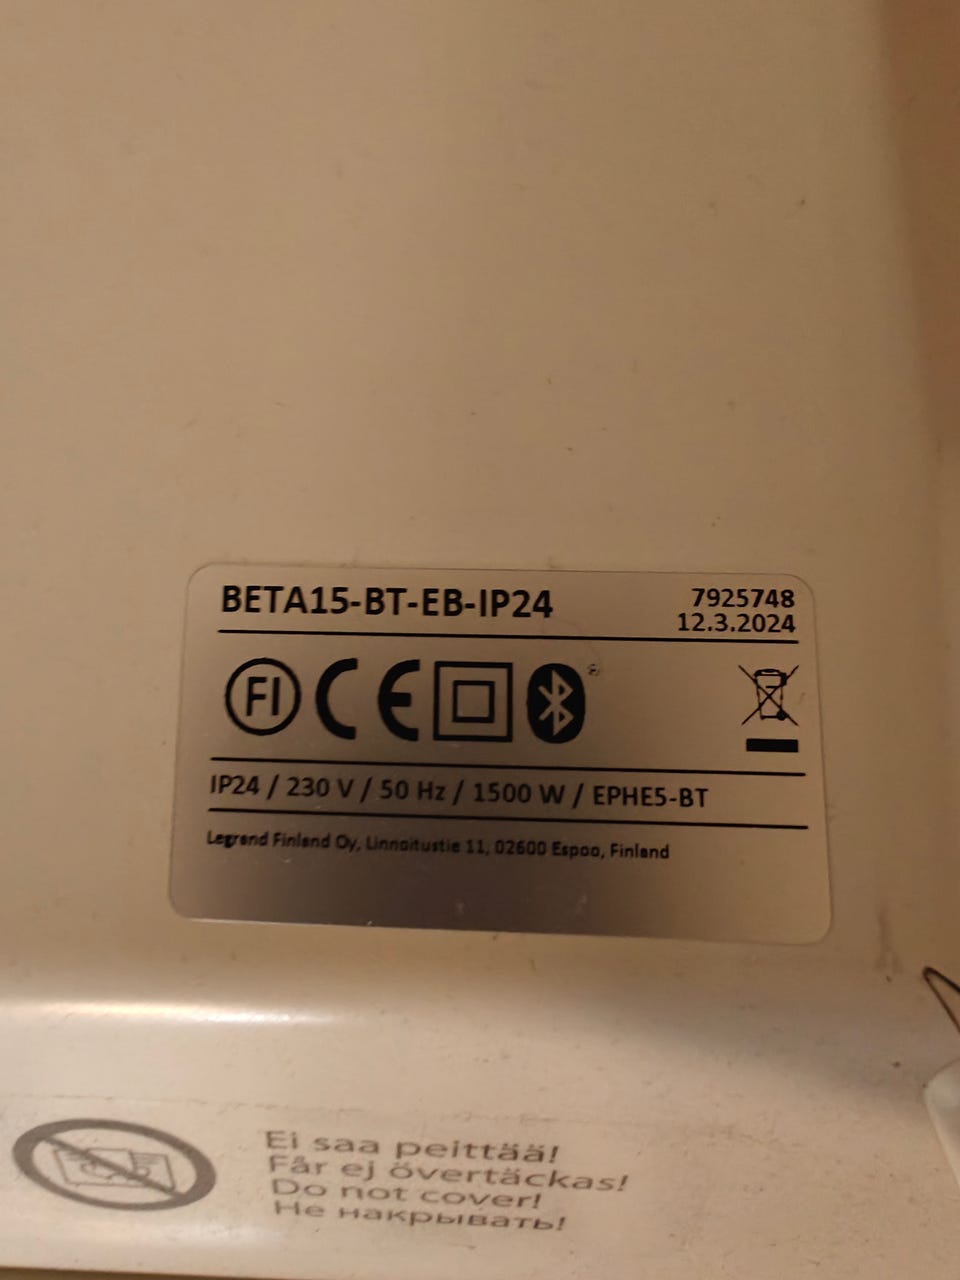 BETA15-BT-EB-IP24
7925748
12.3.2024
FI CE
IP24 / 230 V / 50 Hz / 1500 W / EPHE5-BT
Legrand Finland Oy, Linnoitustie 11, 02600 Espoo, Finland
Ei saa peittää!
Får ej övertäckas!
Do not cover!
Не накрывать!